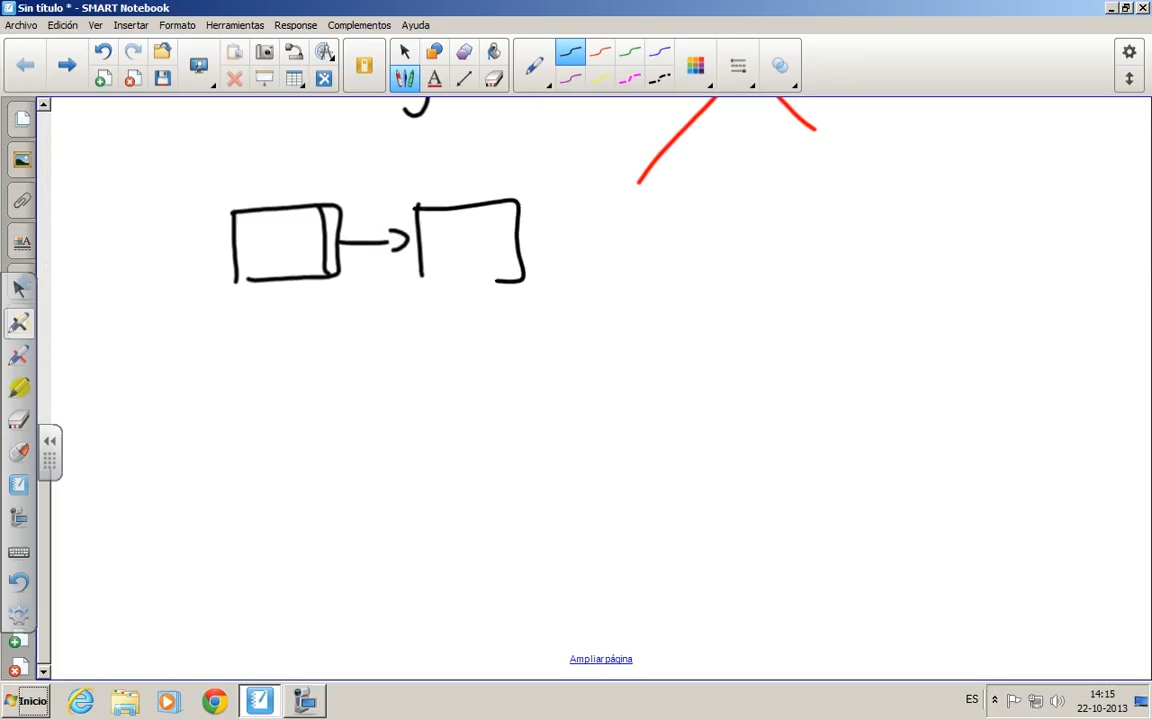 Sin título * - SMART Notebook
Archivo Edición Ver Insertar Formato Herramientas Response Complementos Ayuda
Ampliar página
Inicio
ES
14:15
22-10-2013